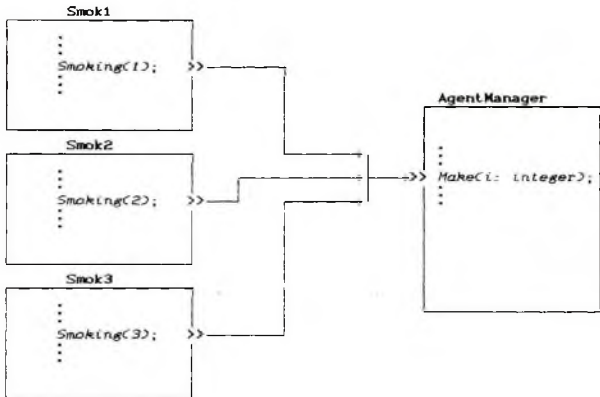 Smok1
Smoking(1);
>>
Smok2
Smoking(2);
>>
Smok3
Smoking(3);
>>
AgentManager
>> Make(i: integer);